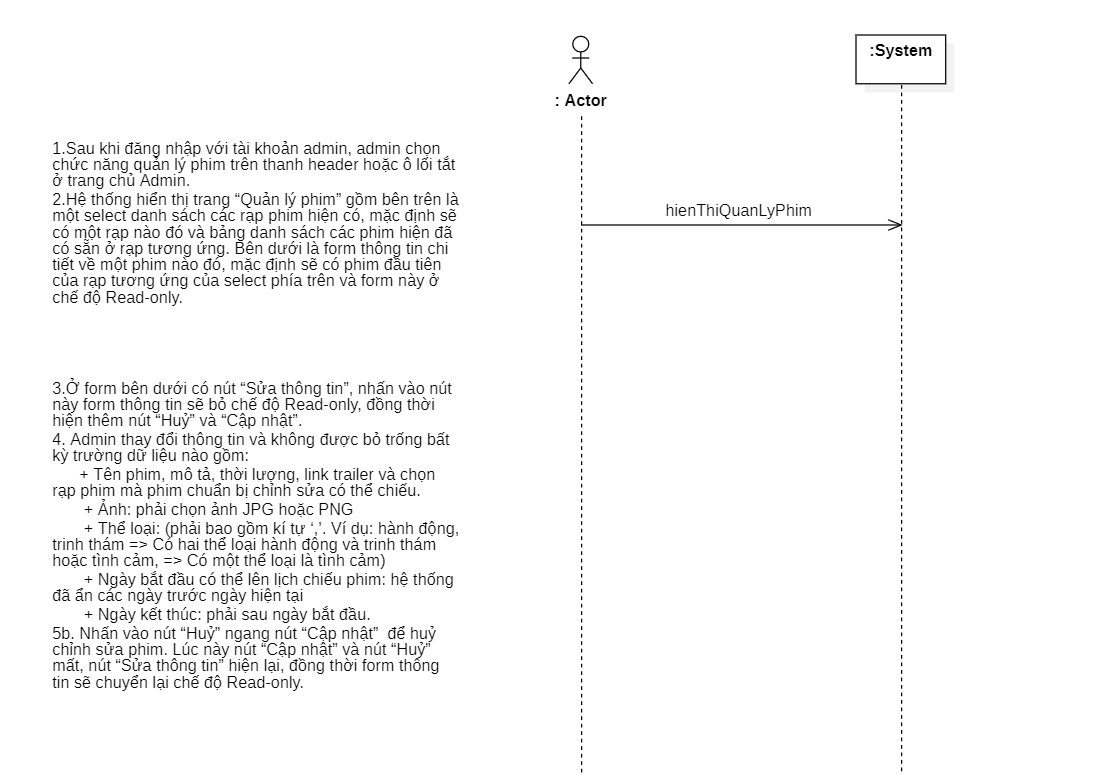 :System
: Actor
1.Sau khi đăng nhập với tài khoản admin, admin chọn
chức năng quản lý phim trên thanh header hoặc ô lối tắt
ở trang chủ Admin.
2.Hệ thống hiển thị trang “Quản lý phim” gồm bên trên là
một select danh sách các rạp phim hiện có, mặc định sẽ
có một rạp nào đó và bảng danh sách các phim hiện đã
có sẵn ở rạp tương ứng. Bên dưới là form thông tin chi
tiết về một phim nào đó, mặc định sẽ có phim đầu tiên
của rạp tương ứng của select phía trên và form này ở
chế độ Read-only.
hienThiQuanLyPhim
3.Ở form bên dưới có nút “Sửa thông tin”, nhấn vào nút
này form thông tin sẽ bỏ chế độ Read-only, đồng thời
hiện thêm nút “Huỷ” và “Cập nhật”.
4. Admin thay đổi thông tin và không được bỏ trống bất
kỳ trường dữ liệu nào gồm:
+ Tên phim, mô tả, thời lượng, link trailer và chọn
rạp phim mà phim chuẩn bị chỉnh sửa có thể chiếu.
+ Ảnh: phải chọn ảnh JPG hoặc PNG
+ Thể loại: (phải bao gồm kí tự ‘,’. Ví dụ: hành động,
trinh thám => Có hai thể loại hành động và trinh thám
hoặc tình cảm, => Có một thể loại là tình cảm)
+ Ngày bắt đầu có thể lên lịch chiếu phim: hệ thống
đã ẩn các ngày trước ngày hiện tại
+ Ngày kết thúc: phải sau ngày bắt đầu.
5b. Nhấn vào nút “Huỷ” ngang nút “Cập nhật”  để huỷ
chỉnh sửa phim. Lúc này nút “Cập nhật” và nút “Huỷ”
mất, nút “Sửa thông tin” hiện lại, đồng thời form thông
tin sẽ chuyển lại chế độ Read-only.